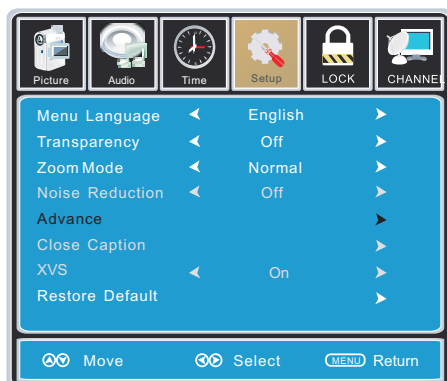 Picture Audio Time Setup LOCK CHANNEL
Menu Language English
Transparency Off
Zoom Mode Normal
Noise Reduction Off
Advance
Close Caption
XVS On
Restore Default
Move Select MENU Return